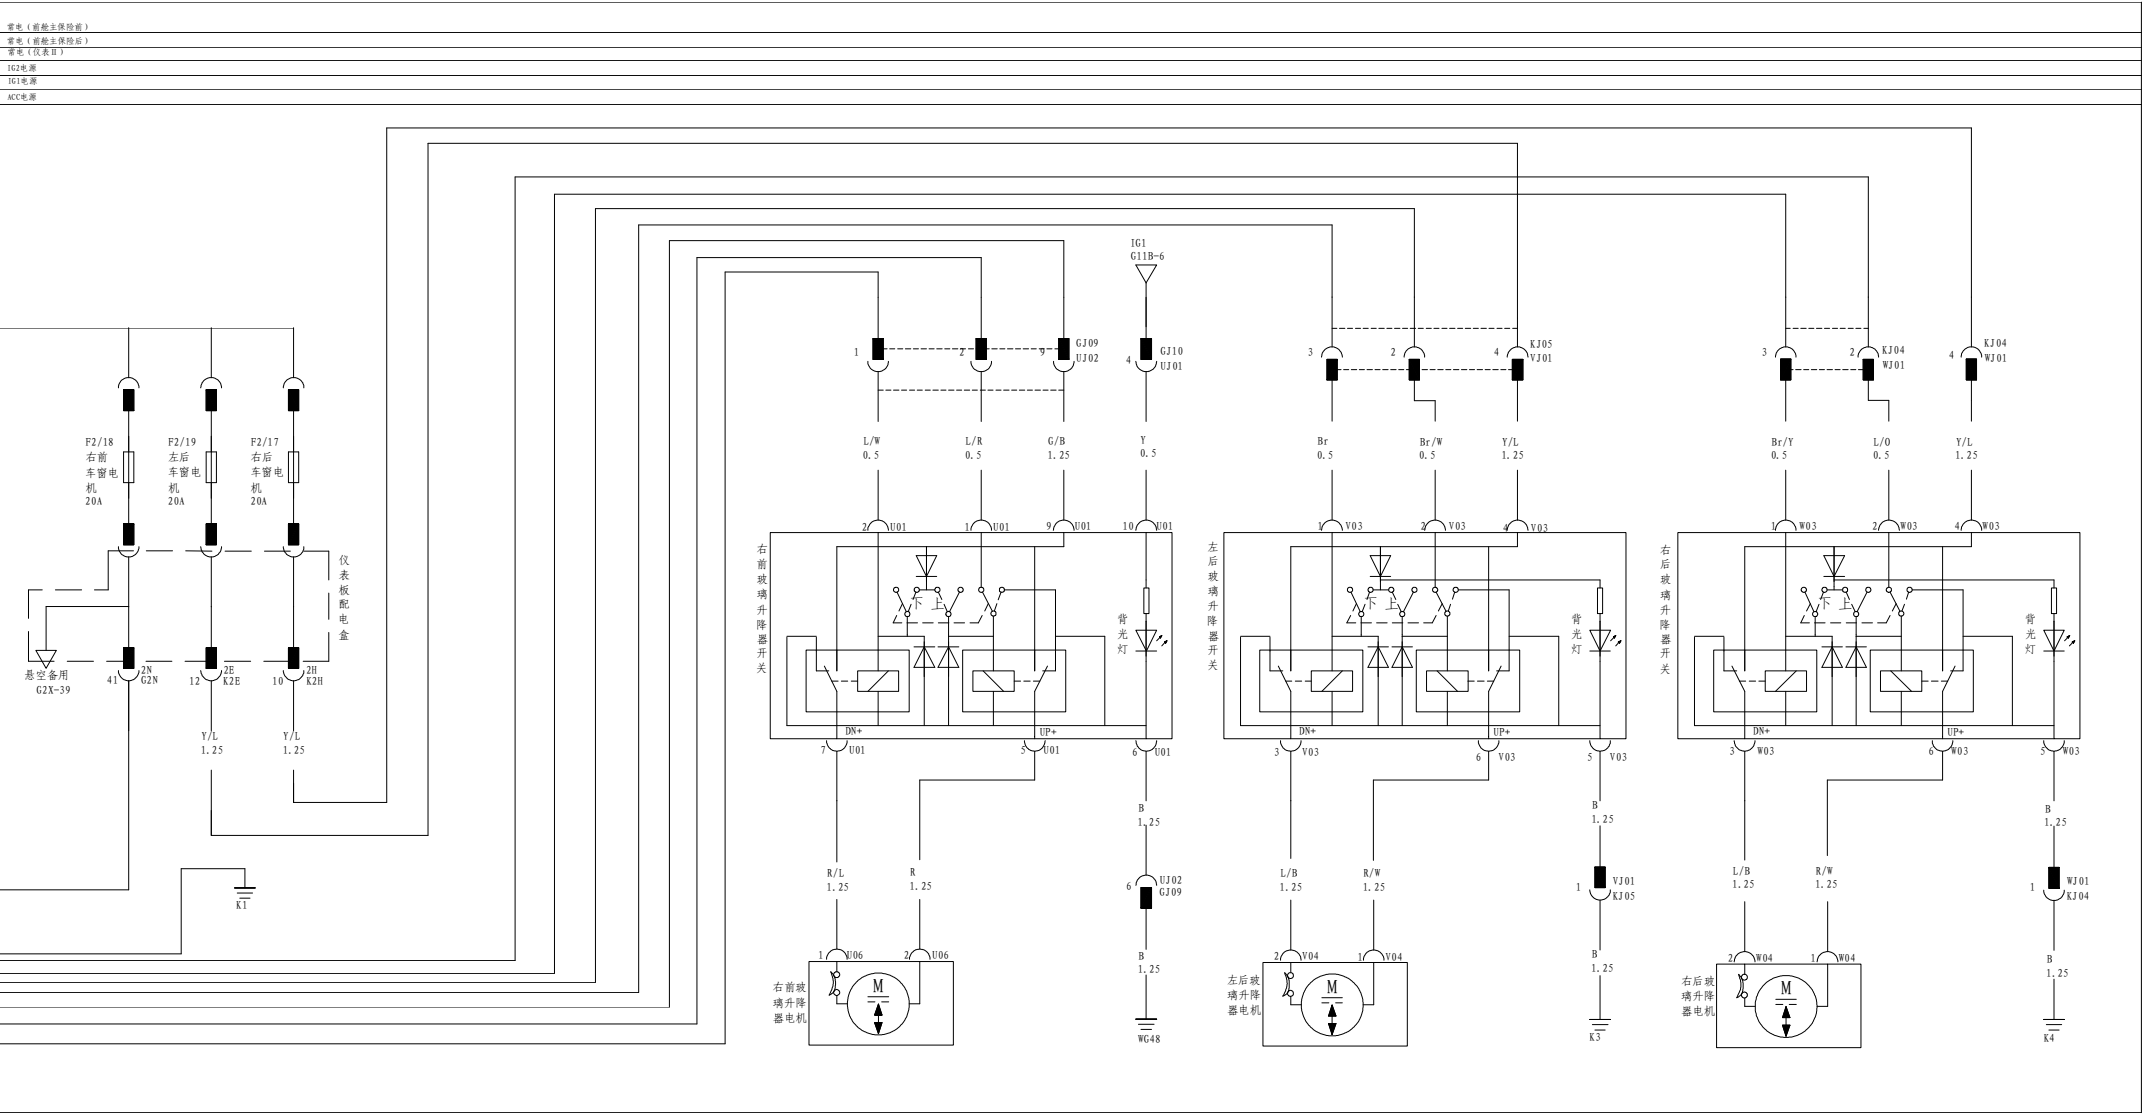 常电(前舱主保险前)
常电(前舱主保险后)
常电(仪表Ⅱ)
IG2电源
IG1电源
ACC电源
IG1
G11B-6
1
2
9
GJ09
UJ02
4
GJ10
UJ01
3
2
4
KJ05
VJ01
3
2
KJ04
WJ01
4
KJ04
WJ01
F2/18
右前
车窗电
机
20A
F2/19
左后
车窗电
机
20A
F2/17
右后
车窗电
机
20A
L/W
0.5
L/R
0.5
G/B
1.25
Y
0.5
Br
0.5
Br/W
0.5
Y/L
1.25
Br/Y
0.5
L/O
0.5
Y/L
1.25
2 U01
1 U01
9 U01
10 U01
1 V03
2 V03
4 V03
1 W03
2 W03
4 W03
仪表板配电盒
悬空备用
G2X-39
41
2N
G2N
12
2E
K2E
10
2H
K2H
Y/L
1.25
Y/L
1.25
K1
右前玻璃升降器开关
下 上
背光灯
DN+
UP+
7 U01
5 U01
6 U01
左后玻璃升降器开关
下 上
背光灯
DN+
UP+
3 V03
6 V03
5 V03
右后玻璃升降器开关
下 上
背光灯
DN+
UP+
3 W03
6 W03
5 W03
B
1.25
B
1.25
B
1.25
R/L
1.25
R
1.25
6
UJ02
GJ09
L/B
1.25
R/W
1.25
1
VJ01
KJ05
L/B
1.25
R/W
1.25
1
WJ01
KJ04
1 U06
2 U06
B
1.25
2 V04
1 V04
B
1.25
2 W04
1 W04
B
1.25
右前玻
璃升降
器电机
M
WG48
左后玻
璃升降
器电机
M
K3
右后玻
璃升降
器电机
M
K4